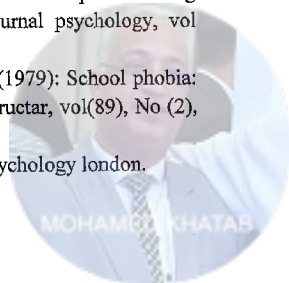 urnal psychology, vol
(1979): School phobia:
ructar, vol(89), No (2),
ychology london.
MOHAMED KHATAB